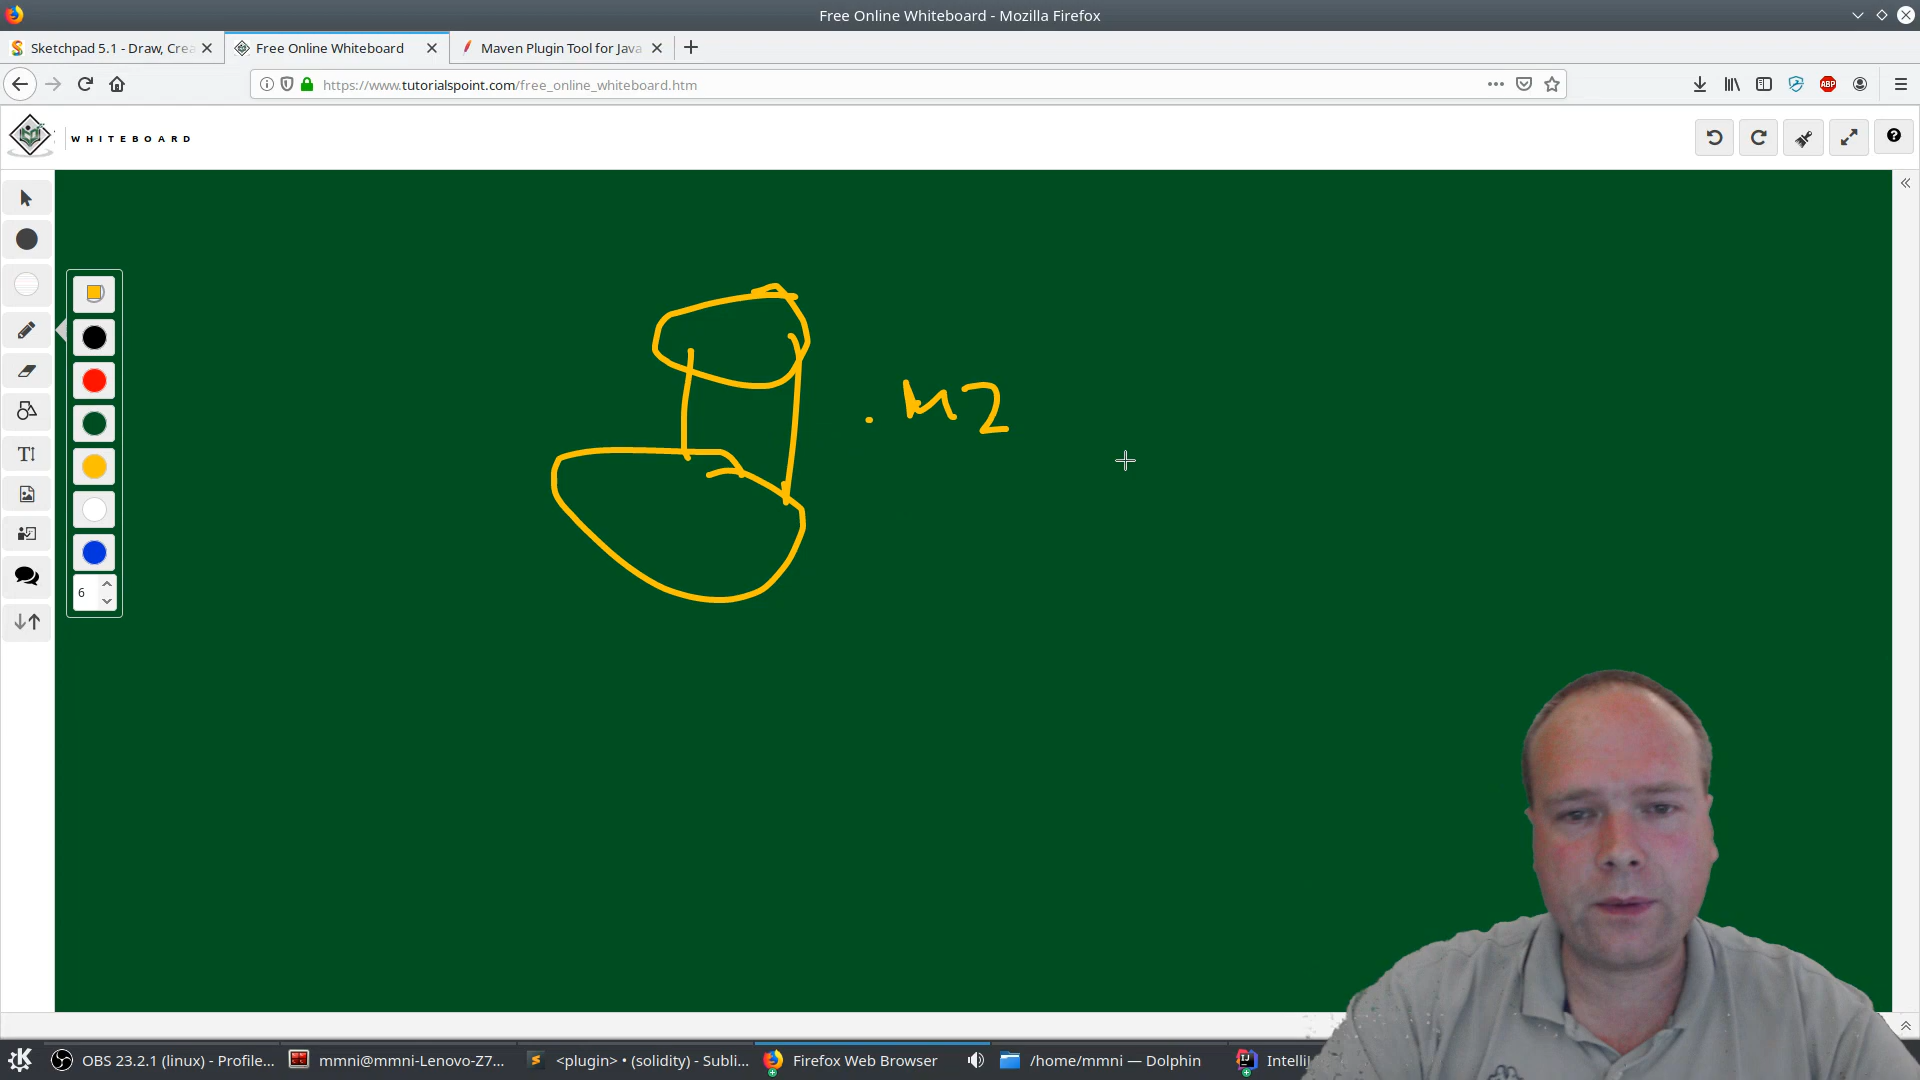 Free Online Whiteboard - Mozilla Firefox
Sketchpad 5.1 - Draw, Crea
Free Online Whiteboard
Maven Plugin Tool for Java
https://www.tutorialspoint.com/free_online_whiteboard.htm
ABP
WHITEBOARD
.M2
T
6
OBS 23.2.1 (linux) - Profile...
mmni@mmni-Lenovo-Z7...
<plugin> • (solidity) - Subli...
Firefox Web Browser
/home/mmni — Dolphin
IntelliJ